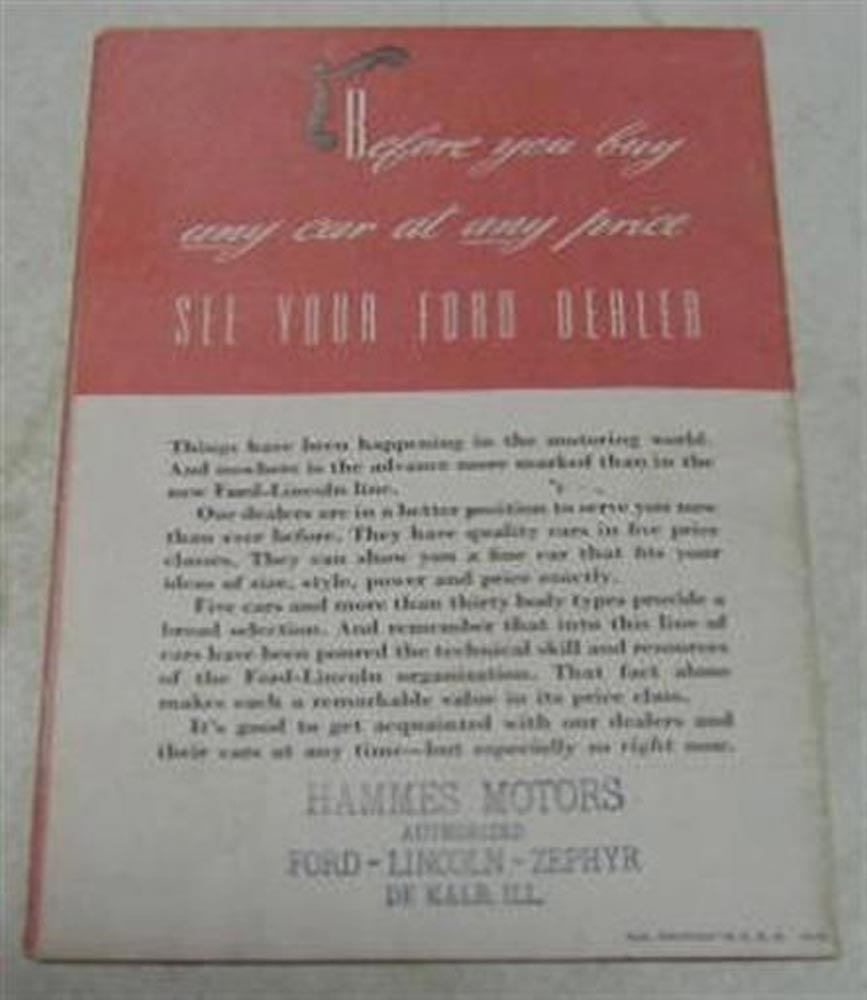 Before you buy
any car at any price
SEE YOUR FORD DEALER
Things have been happening in the motoring world.
And nowhere is the advance more marked than in the
new Ford-Lincoln line.
Our dealers are in a better position to serve you now
than ever before. They have quality cars in five price
classes. They can show you a fine car that fits your
ideas of size, style, power and price exactly.
Five cars and more than thirty body types provide a
broad selection. And remember that into this line of
cars have been poured the technical skill and resources
of the Ford-Lincoln organization. That fact alone
makes each a remarkable value in its price class.
It's good to get acquainted with our dealers and
their cars at any time—but especially so right now.
HAMMES MOTORS
AUTHORIZED
FORD-LINCOLN-ZEPHYR
DE KALB, ILL.